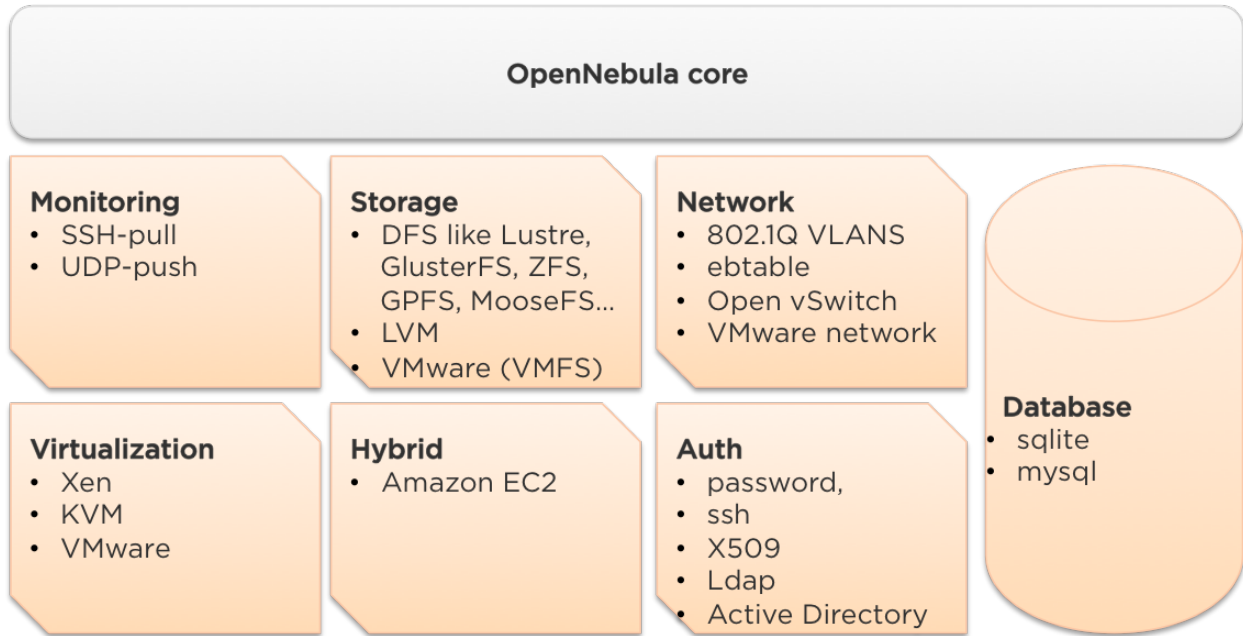 OpenNebula core
Monitoring
• SSH-pull
• UDP-push
Storage
• DFS like Lustre,
GlusterFS, ZFS,
GPFS, MooseFS...
• LVM
• VMware (VMFS)
Network
• 802.1Q VLANS
• ebtable
• Open vSwitch
• VMware network
Virtualization
• Xen
• KVM
• VMware
Hybrid
• Amazon EC2
Auth
• password,
• ssh
• X509
• Ldap
• Active Directory
Database
• sqlite
• mysql